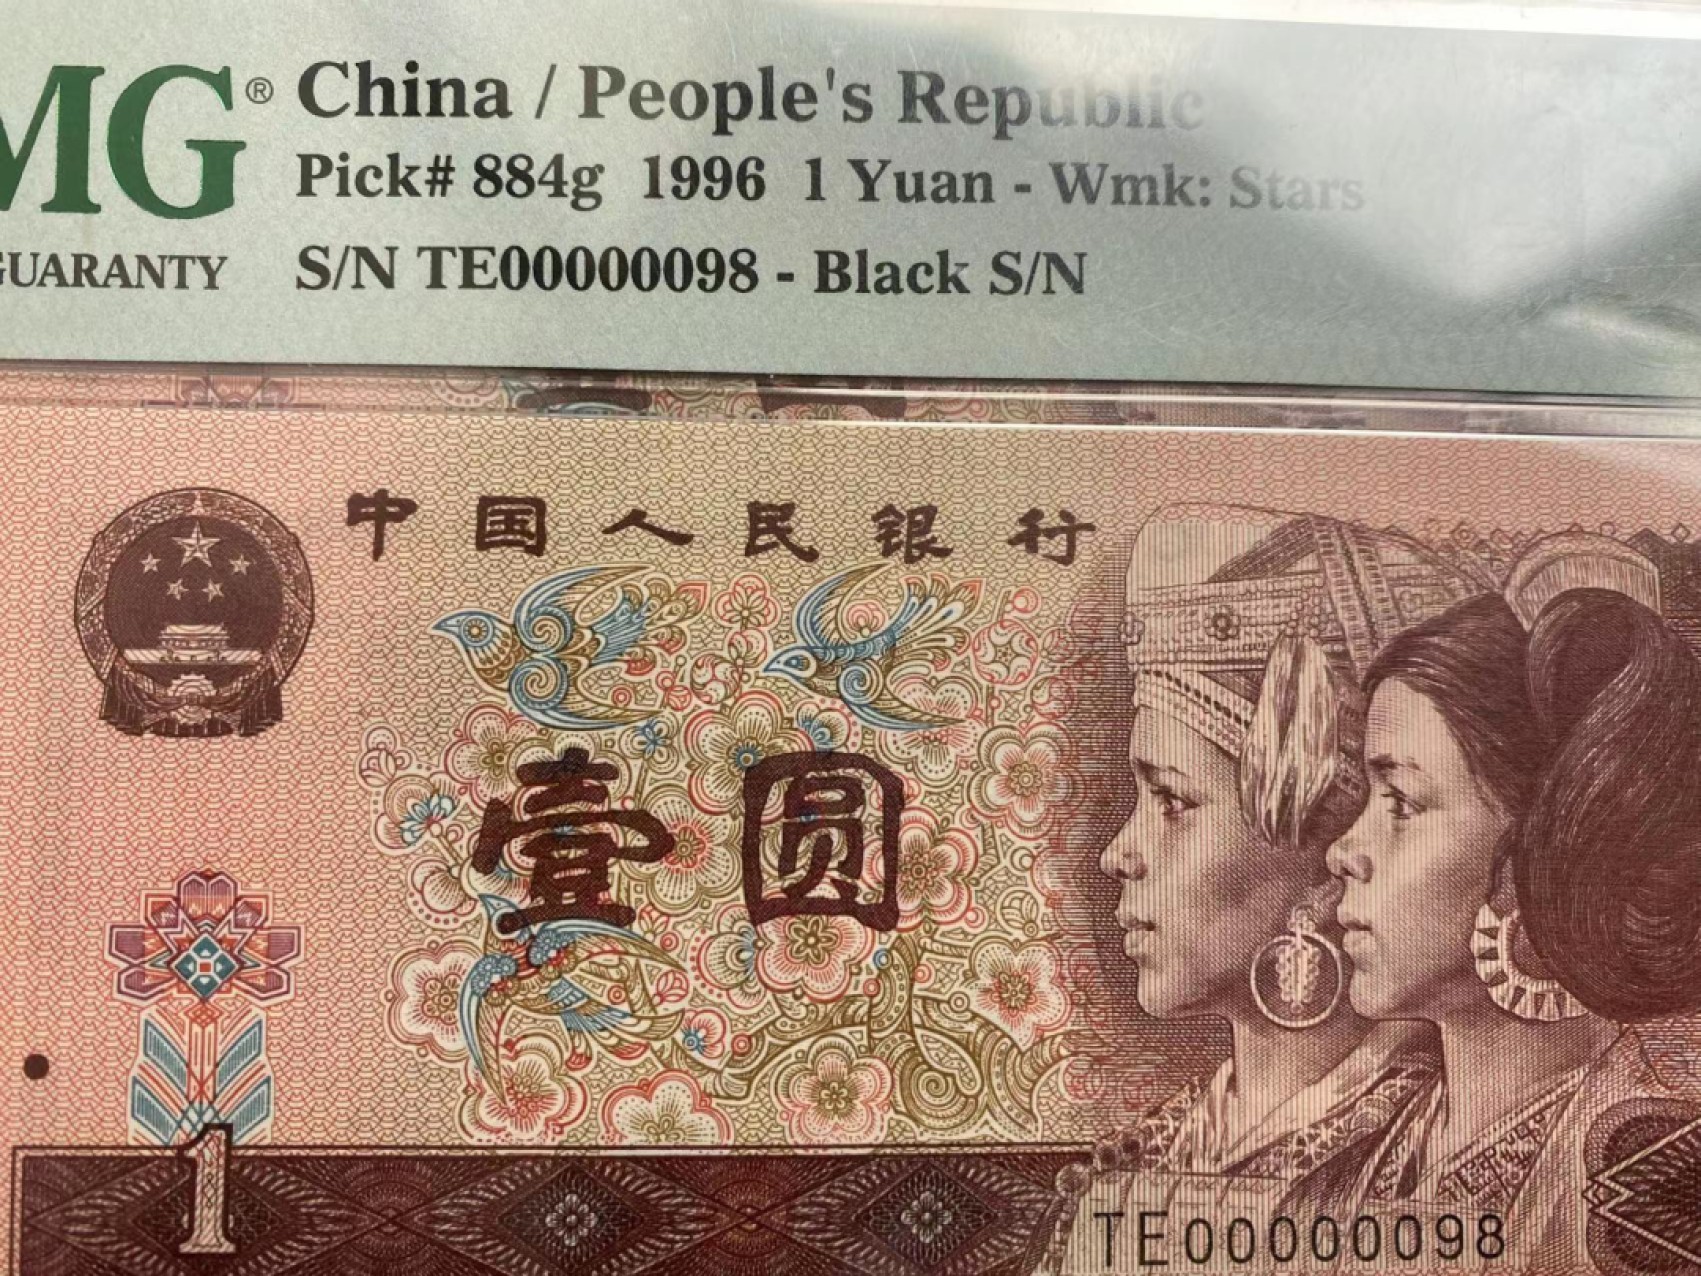 MG® China / People's Republic
Pick# 884g 1996 1 Yuan - Wmk: Stars
GUARANTY S/N TE00000098 - Black S/N
中国人民银行
壹圆
1
TE00000098